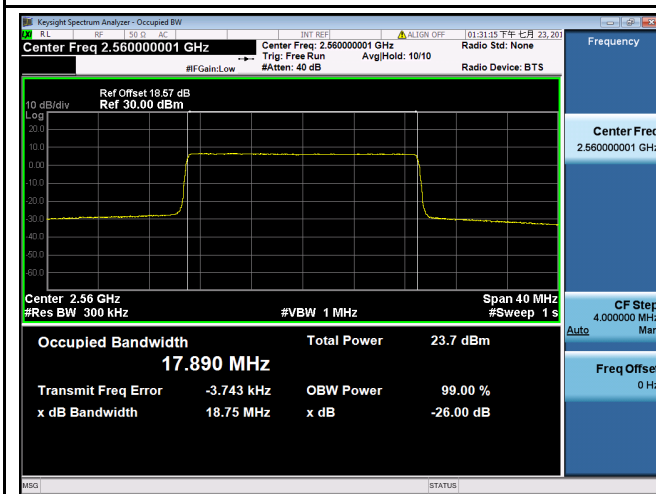 Keysight Spectrum Analyzer - Occupied BW
RL RF 50 Ω AC INT REF ALIGN OFF 01:31:15 下午 七月 23, 201
Center Freq 2.560000001 GHz
Center Freq: 2.560000001 GHz Radio Std: None
Trig: Free Run Avg|Hold: 10/10
#IFGain:Low #Atten: 40 dB Radio Device: BTS
Frequency
Ref Offset 18.57 dB
10 dB/div Ref 30.00 dBm
Log
20.0
10.0
0.00
-10.0
-20.0
-30.0
-40.0
-50.0
-60.0
Center Freq
2.560000001 GHz
Center 2.56 GHz Span 40 MHz
#Res BW 300 kHz #VBW 1 MHz #Sweep 1 s
CF Step
4.000000 MHz
Auto Man
Occupied Bandwidth Total Power 23.7 dBm
17.890 MHz
Transmit Freq Error -3.743 kHz OBW Power 99.00 %
x dB Bandwidth 18.75 MHz x dB -26.00 dB
Freq Offset
0 Hz
MSG STATUS